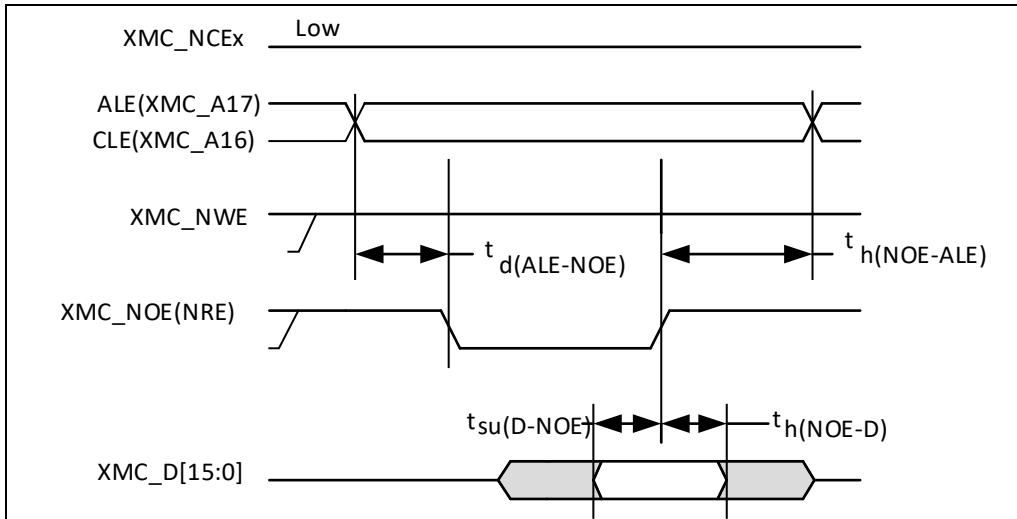 XMC_NCEx Low
ALE(XMC_A17)
CLE(XMC_A16)
XMC_NWE
t d(ALE-NOE)
t h(NOE-ALE)
XMC_NOE(NRE)
tsu(D-NOE)
th(NOE-D)
XMC_D[15:0]